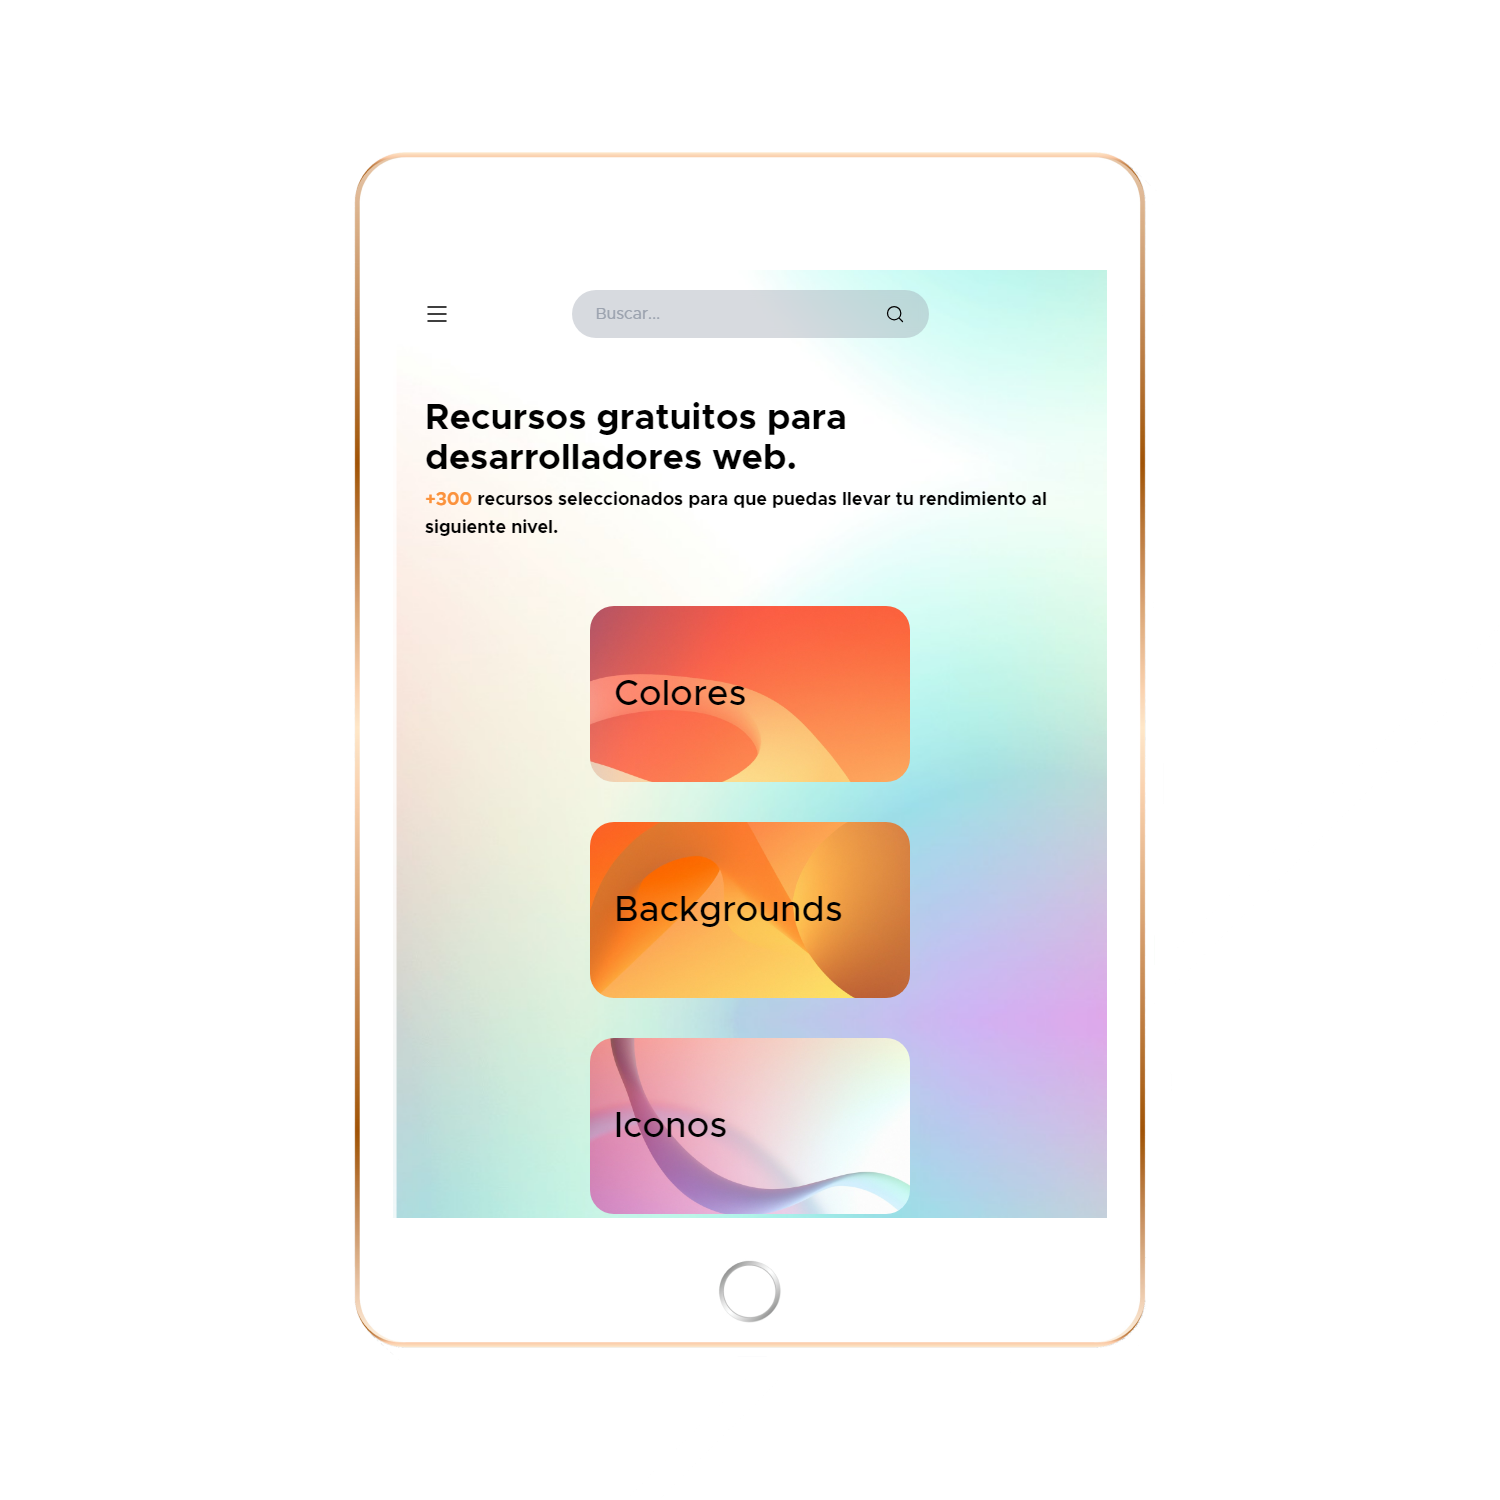 Buscar...
Recursos gratuitos para
desarrolladores web.
+300 recursos seleccionados para que puedas llevar tu rendimiento al
siguiente nivel.
Colores
Backgrounds
Iconos